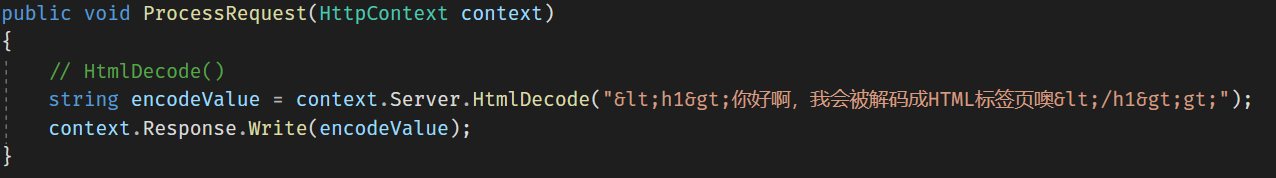 public void ProcessRequest(HttpContext context)
{
// HtmlDecode()
string encodeValue = context.Server.HtmlDecode("&lt;h1&gt;你好啊，我会被解码成HTML标签页噢&lt;/h1&gt;gt;");
context.Response.Write(encodeValue);
}